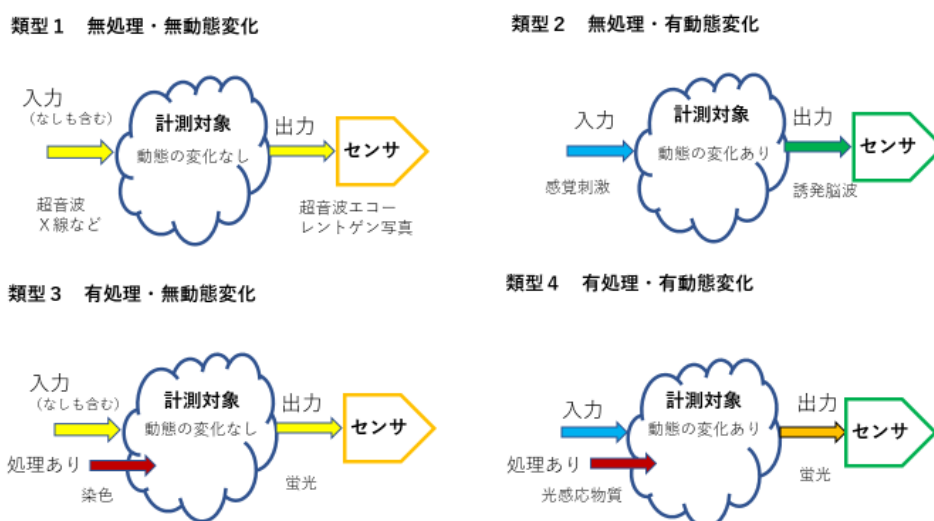 類型1 無処理・無動態変化
入力
(なしも含む)
計測対象
動態の変化なし
出力
センサ
超音波
X線など
超音波エコー
レントゲン写真
類型2 無処理・有動態変化
入力
計測対象
動態の変化あり
出力
センサ
感覚刺激
誘発脳波
類型3 有処理・無動態変化
入力
(なしも含む)
計測対象
動態の変化なし
出力
センサ
処理あり
染色
蛍光
類型4 有処理・有動態変化
入力
計測対象
動態の変化あり
出力
センサ
処理あり
光感応物質
蛍光